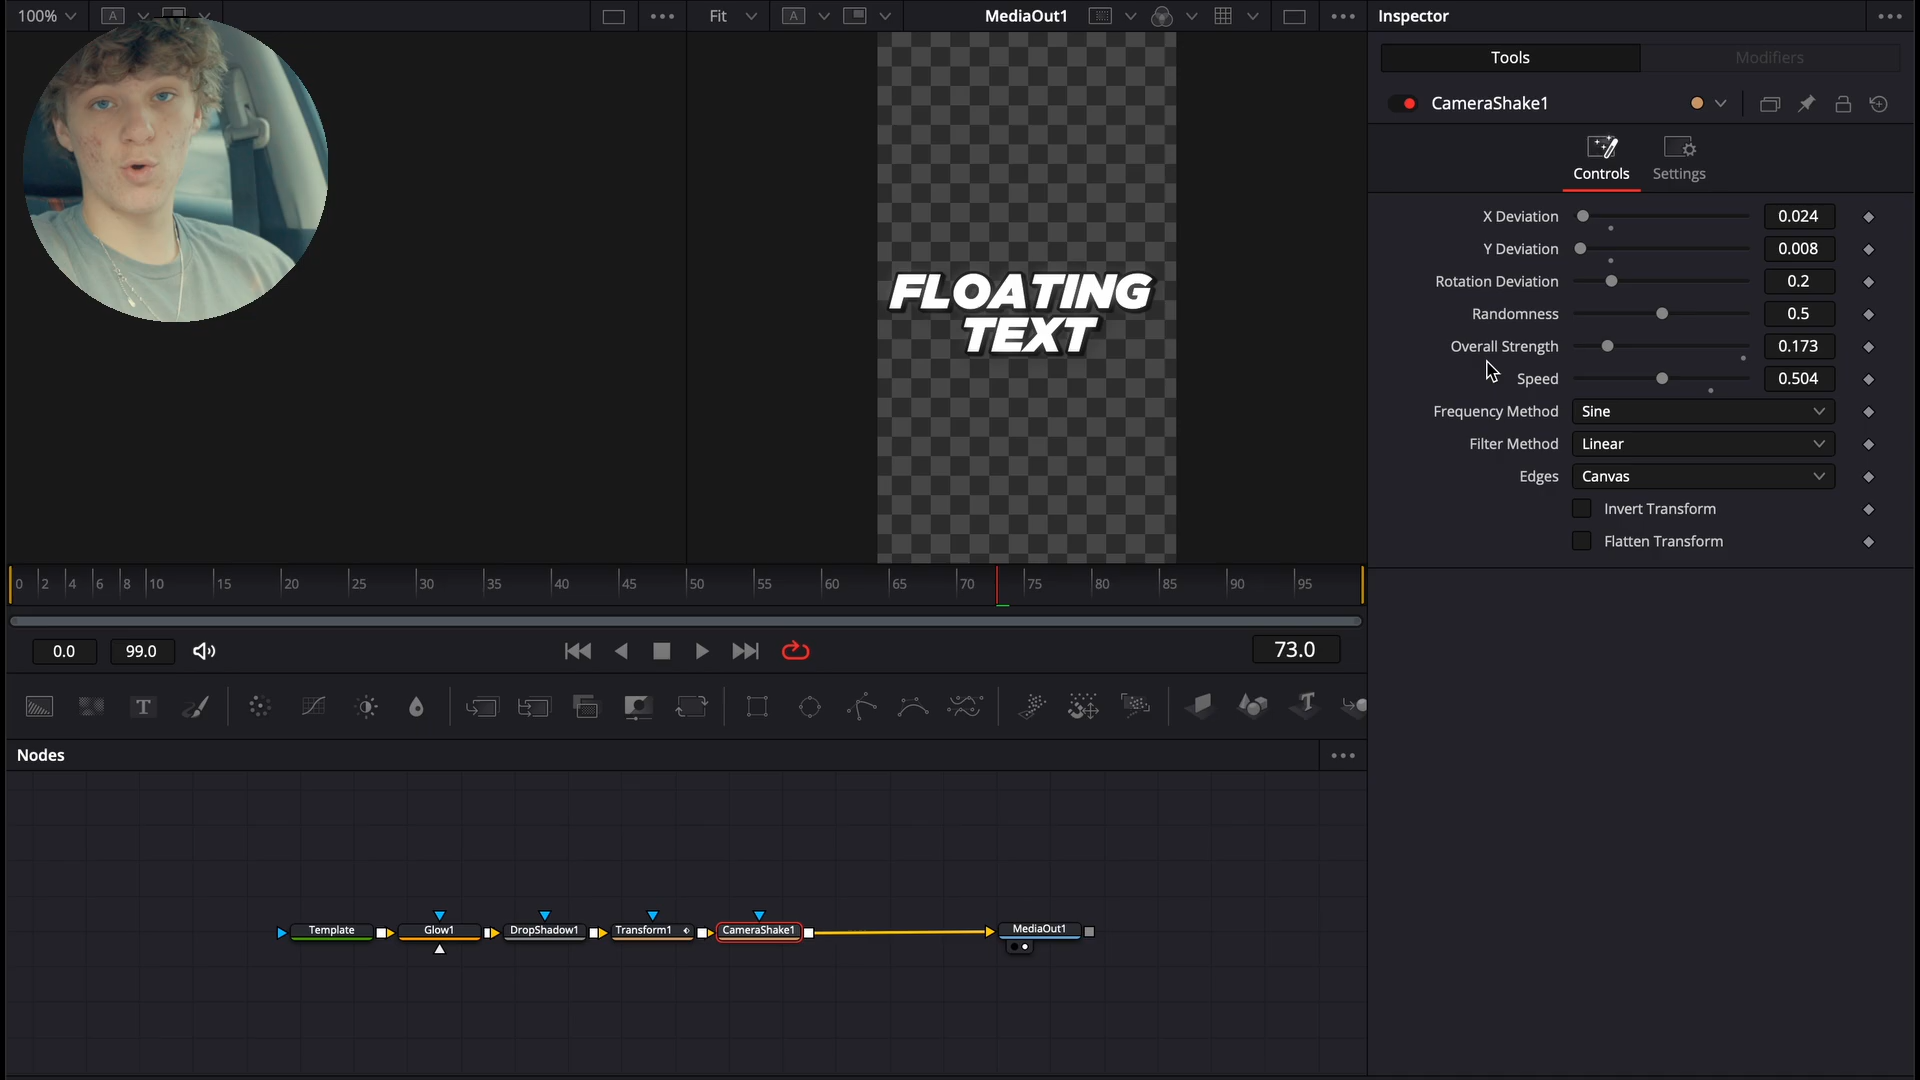 100%
A
Fit
A
MediaOut1
Inspector
Tools
Modifiers
CameraShake1
Controls
Settings
X Deviation
0.024
Y Deviation
0.008
Rotation Deviation
0.2
Randomness
0.5
Overall Strength
0.173
Speed
0.504
Frequency Method
Sine
Filter Method
Linear
Edges
Canvas
Invert Transform
Flatten Transform
FLOATING
TEXT
0 2 4 6 8 10 15 20 25 30 35 40 45 50 55 60 65 70 75 80 85 90 95
0.0
99.0
73.0
T
T
Nodes
Template
Glow1
DropShadow1
Transform1
CameraShake1
MediaOut1